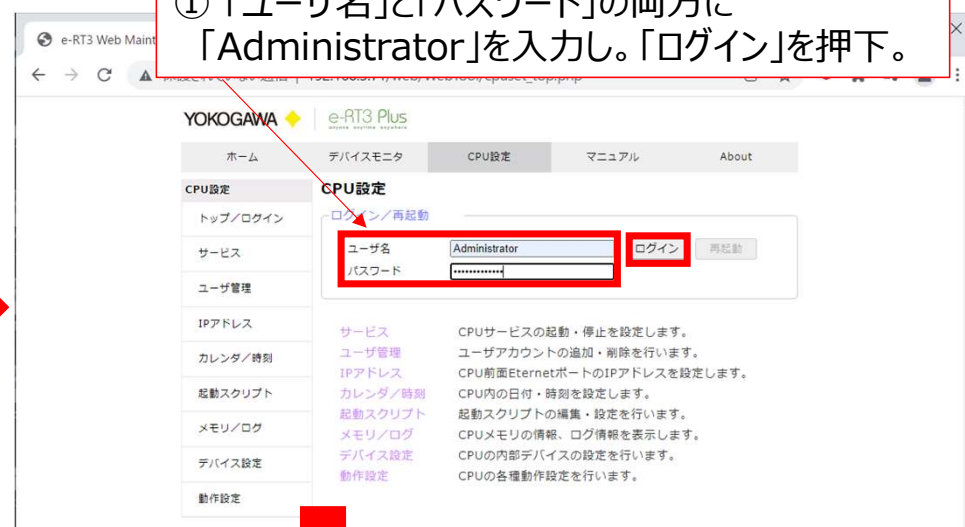 ① 「ユーザ名」と「パスワード」の両方に
「Administrator」を入力し。「ログイン」を押下。
e-RT3 Web Maint
YOKOGAWA e-RT3 Plus
ホーム デバイスモニタ CPU設定 マニュアル About
CPU設定
トップ/ログイン
サービス
ユーザ管理
IPアドレス
カレンダ/時刻
起動スクリプト
メモリ/ログ
デバイス設定
動作設定
CPU設定
ログイン/再起動
ユーザ名 Administrator ログイン 再起動
パスワード •••••••••••••
サービス CPUサービスの起動・停止を設定します。
ユーザ管理 ユーザアカウントの追加・削除を行います。
IPアドレス CPU前面EternetポートのIPアドレスを設定します。
カレンダ/時刻 CPU内の日付・時刻を設定します。
起動スクリプト 起動スクリプトの編集・設定を行います。
メモリ/ログ CPUメモリの情報、ログ情報を表示します。
デバイス設定 CPUの内部デバイスの設定を行います。
動作設定 CPUの各種動作設定を行います。